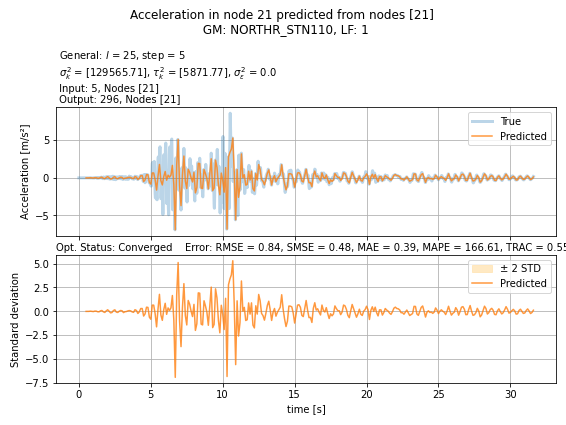 Acceleration in node 21 predicted from nodes [21]
GM: NORTHR_STN110, LF: 1
General: l = 25, step = 5
σ²ₖ = [129565.71], τ²ₖ = [5871.77], σ²ε = 0.0
Input: 5, Nodes [21]
Output: 296, Nodes [21]
Acceleration [m/s²]
5
0
−5
True
Predicted
Opt. Status: Converged Error: RMSE = 0.84, SMSE = 0.48, MAE = 0.39, MAPE = 166.61, TRAC = 0.55
Standard deviation
5.0
2.5
0.0
−2.5
−5.0
−7.5
± 2 STD
Predicted
0 5 10 15 20 25 30
time [s]